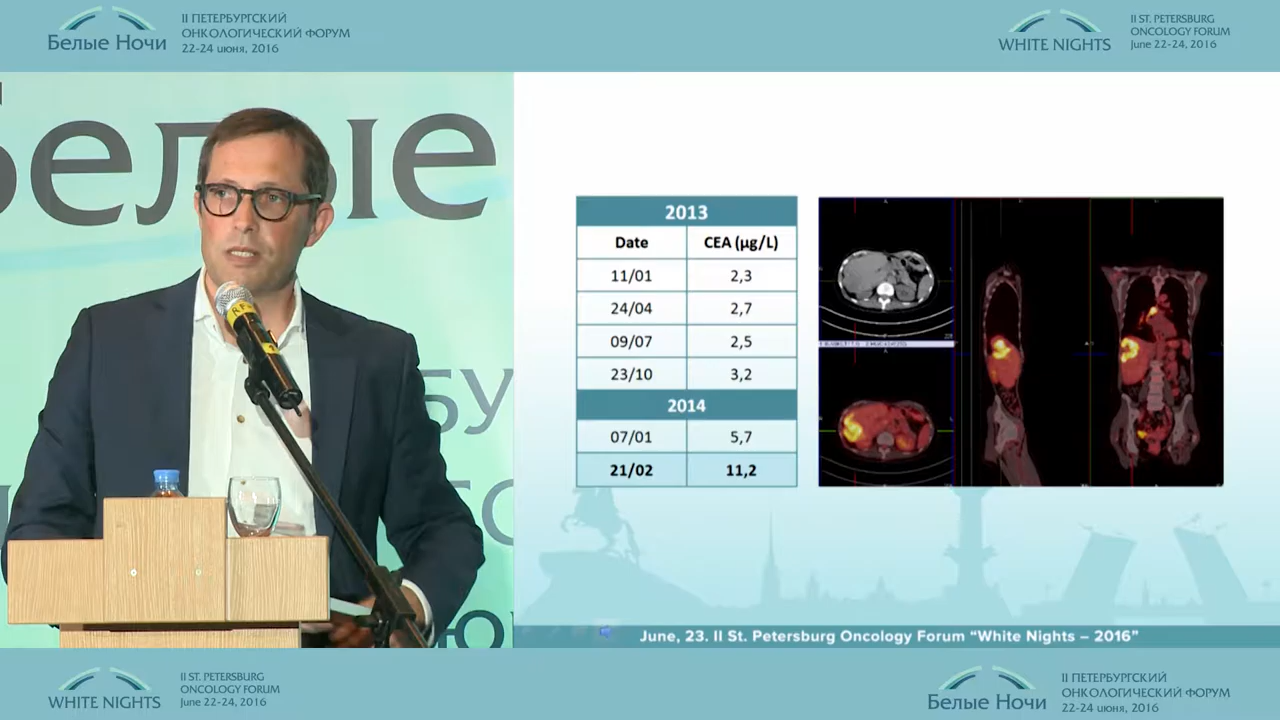 Белые Ночи
II ПЕТЕРБУРГСКИЙ
ОНКОЛОГИЧЕСКИЙ ФОРУМ
22-24 июня, 2016
WHITE NIGHTS
II ST. PETERSBURG
ONCOLOGY FORUM
June 22-24, 2016
Белые
2013
Date CEA (µg/L)
11/01 2,3
24/04 2,7
09/07 2,5
23/10 3,2
2014
07/01 5,7
21/02 11,2
June, 23. II St. Petersburg Oncology Forum “White Nights – 2016”
WHITE NIGHTS
II ST. PETERSBURG
ONCOLOGY FORUM
June 22-24, 2016
Белые Ночи
II ПЕТЕРБУРГСКИЙ
ОНКОЛОГИЧЕСКИЙ ФОРУМ
22-24 июня, 2016